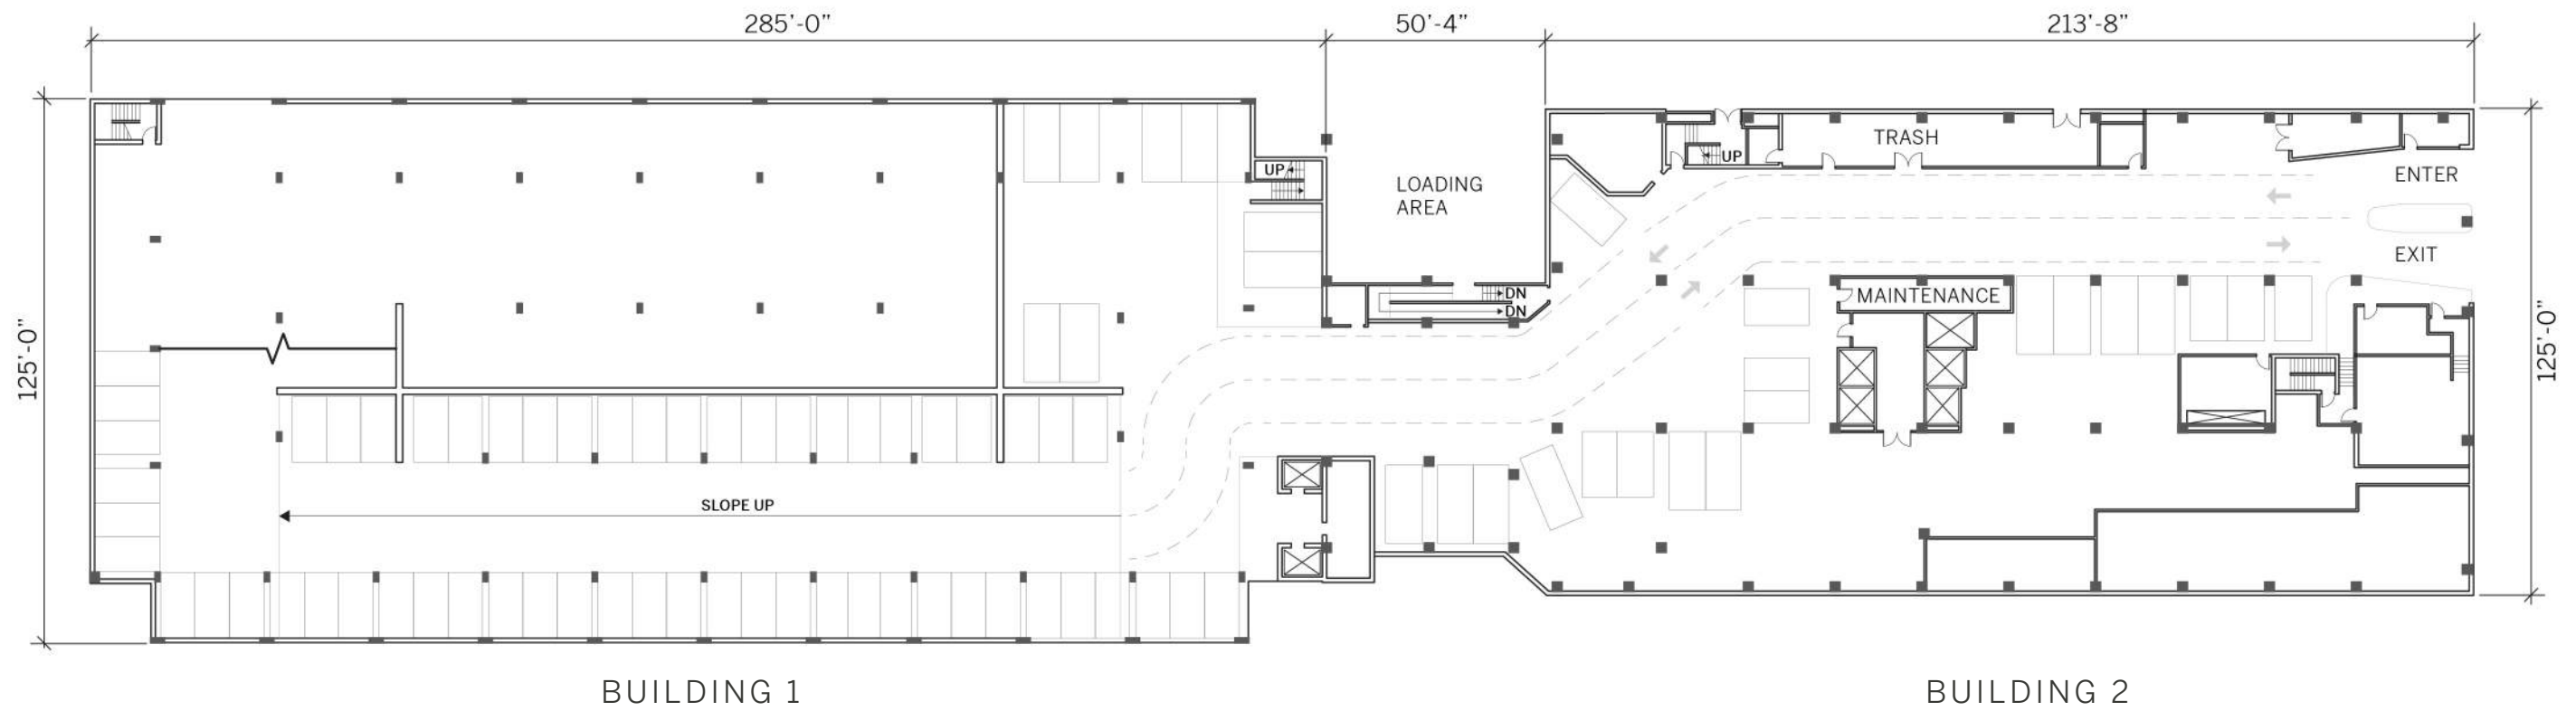 285’-0”
50’-4”
213’-8”
TRASH
UP
UP
LOADING
AREA
ENTER
EXIT
DN
DN
MAINTENANCE
125’-0”
125’-0”
SLOPE UP
BUILDING 1
BUILDING 2